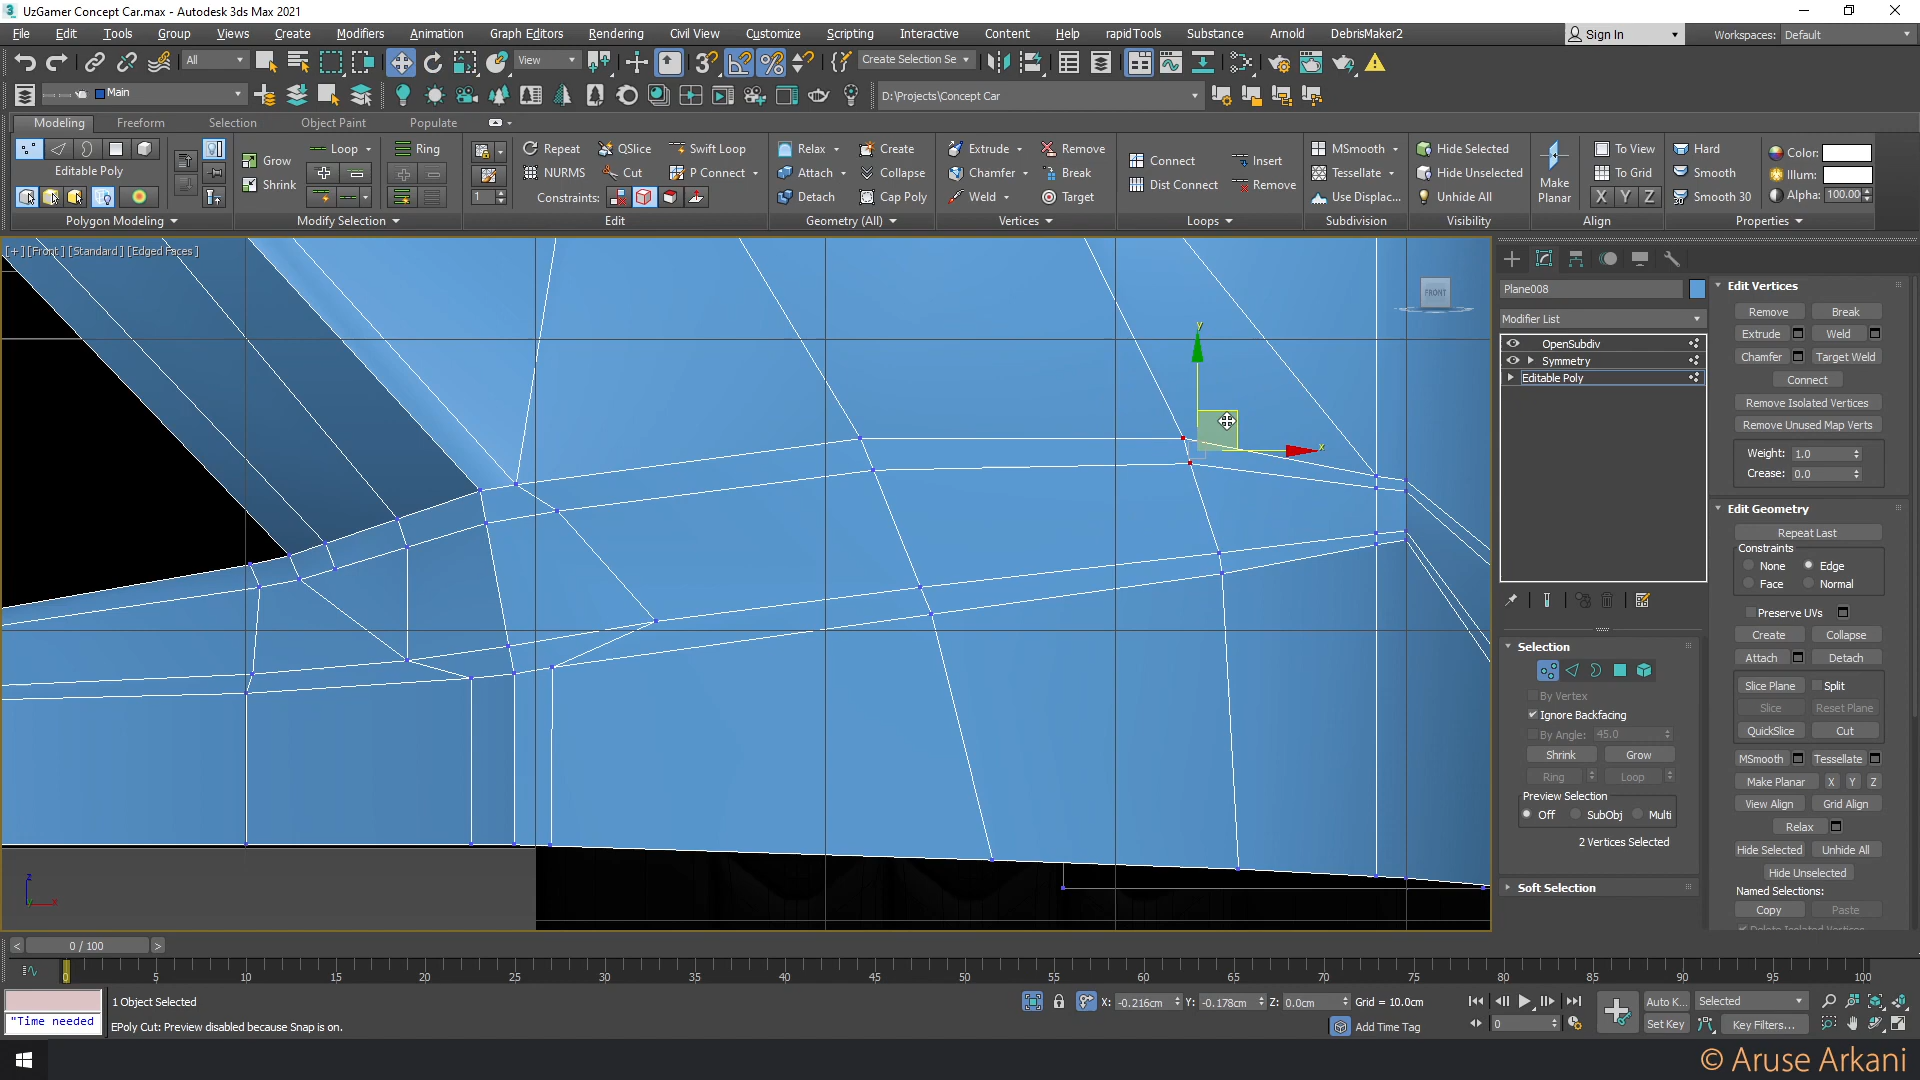 UzGamer Concept Car.max - Autodesk 3ds Max 2021
File Edit Tools Group Views Create Modifiers Animation Graph Editors Rendering Civil View Customize Scripting Interactive Content Help rapidTools Substance Arnold DebrisMaker2 Sign In Workspaces: Default
All View Create Selection Se
Main D:\Projects\Concept Car
Modeling Freeform Selection Object Paint Populate
Loop Ring Repeat QSlice Swift Loop Relax Create Extrude Remove Connect Insert MSmooth Hide Selected To View Hard Color:
Editable Poly Grow NURMS Cut P Connect Attach Collapse Chamfer Break Dist Connect Remove Tessellate Hide Unselected Make Planar To Grid Smooth Illum:
Shrink 1 Constraints: Detach Cap Poly Weld Target Use Displac... Unhide All X Y Z Smooth 30 Alpha: 100.00
Polygon Modeling Modify Selection Edit Geometry (All) Vertices Loops Subdivision Visibility Align Properties
[+] [Front] [Standard] [Edged Faces]
FRONT
y
x
z
x
Plane008
Modifier List
OpenSubdiv
Symmetry
Editable Poly
Selection
By Vertex
Ignore Backfacing
By Angle: 45.0
Shrink Grow
Ring Loop
Preview Selection
Off SubObj Multi
2 Vertices Selected
Soft Selection
Edit Vertices
Remove Break
Extrude Weld
Chamfer Target Weld
Connect
Remove Isolated Vertices
Remove Unused Map Verts
Weight: 1.0
Crease: 0.0
Edit Geometry
Repeat Last
Constraints
None Edge
Face Normal
Preserve UVs
Create Collapse
Attach Detach
Slice Plane Split
Slice Reset Plane
QuickSlice Cut
MSmooth Tessellate
Make Planar X Y Z
View Align Grid Align
Relax
Hide Selected Unhide All
Hide Unselected
Named Selections:
Copy Paste
Delete Isolated Vertices
< 0 / 100 >
0 5 10 15 20 25 30 35 40 45 50 55 60 65 70 75 80 85 90 95 100
1 Object Selected X: -0.216cm Y: -0.178cm Z: 0.0cm Grid = 10.0cm Auto K... Selected
"Time needed EPoly Cut: Preview disabled because Snap is on. Add Time Tag 0 Set Key Key Filters...
© Aruse Arkani